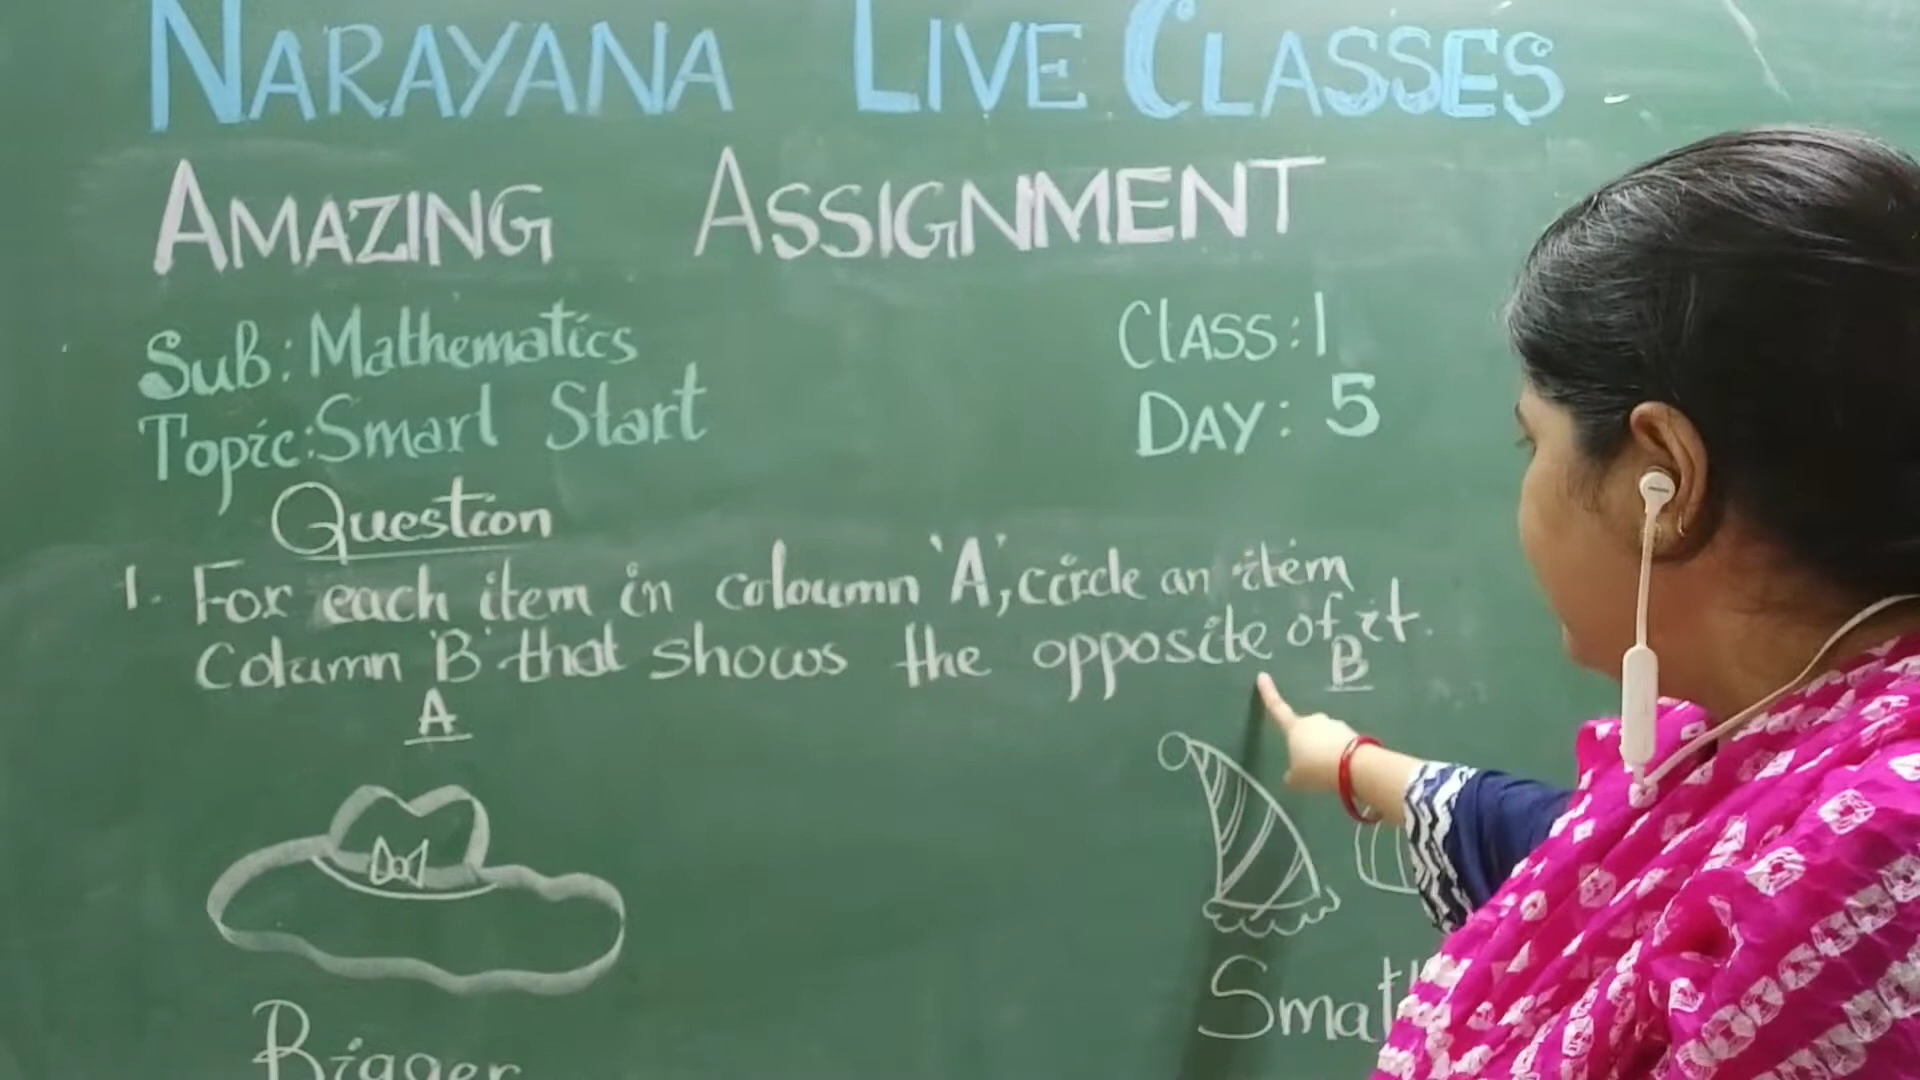 NARAYANA LIVE CLASSES
AMAZING ASSIGNMENT
Sub: Mathematics
Topic: Smart Start
CLASS: 1
DAY: 5
Question
1. For each item in coloumn 'A', circle an item
Column 'B' that shows the opposite of it.
A
B
Bigger